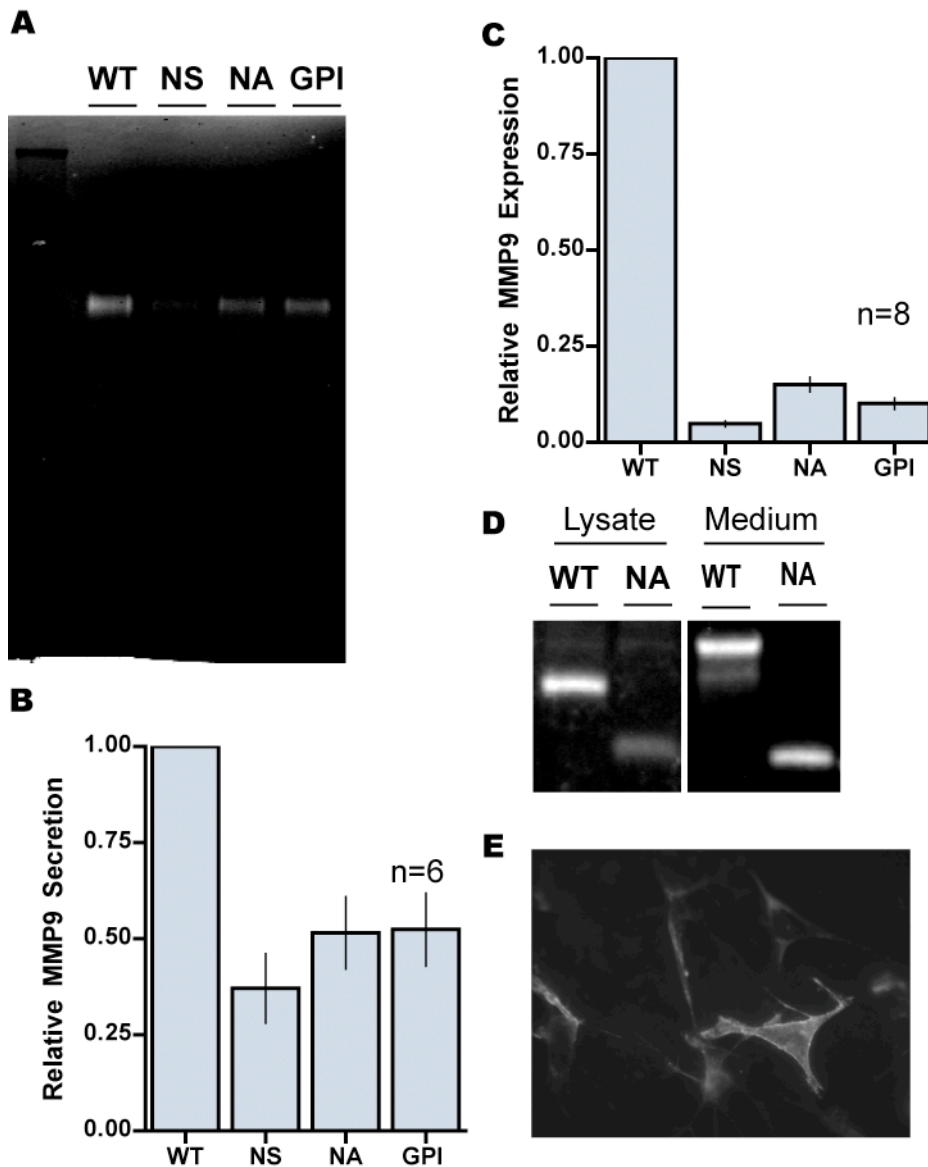 A
WT NS NA GPI
B
Relative MMP9 Secretion
1.00
0.75
0.50
0.25
0.00
n=6
WT NS NA GPI
C
Relative MMP9 Expression
1.00
0.75
0.50
0.25
0.00
n=8
WT NS NA GPI
D
Lysate Medium
WT NA WT NA
E